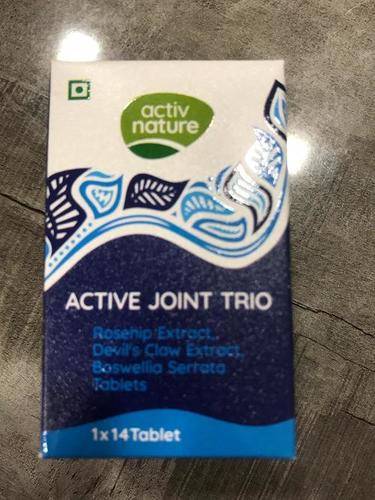 activ
nature
ACTIVE JOINT TRIO
Rosehip Extract,
Devil's Claw Extract,
Boswellia Serrata
Tablets
1x14Tablet